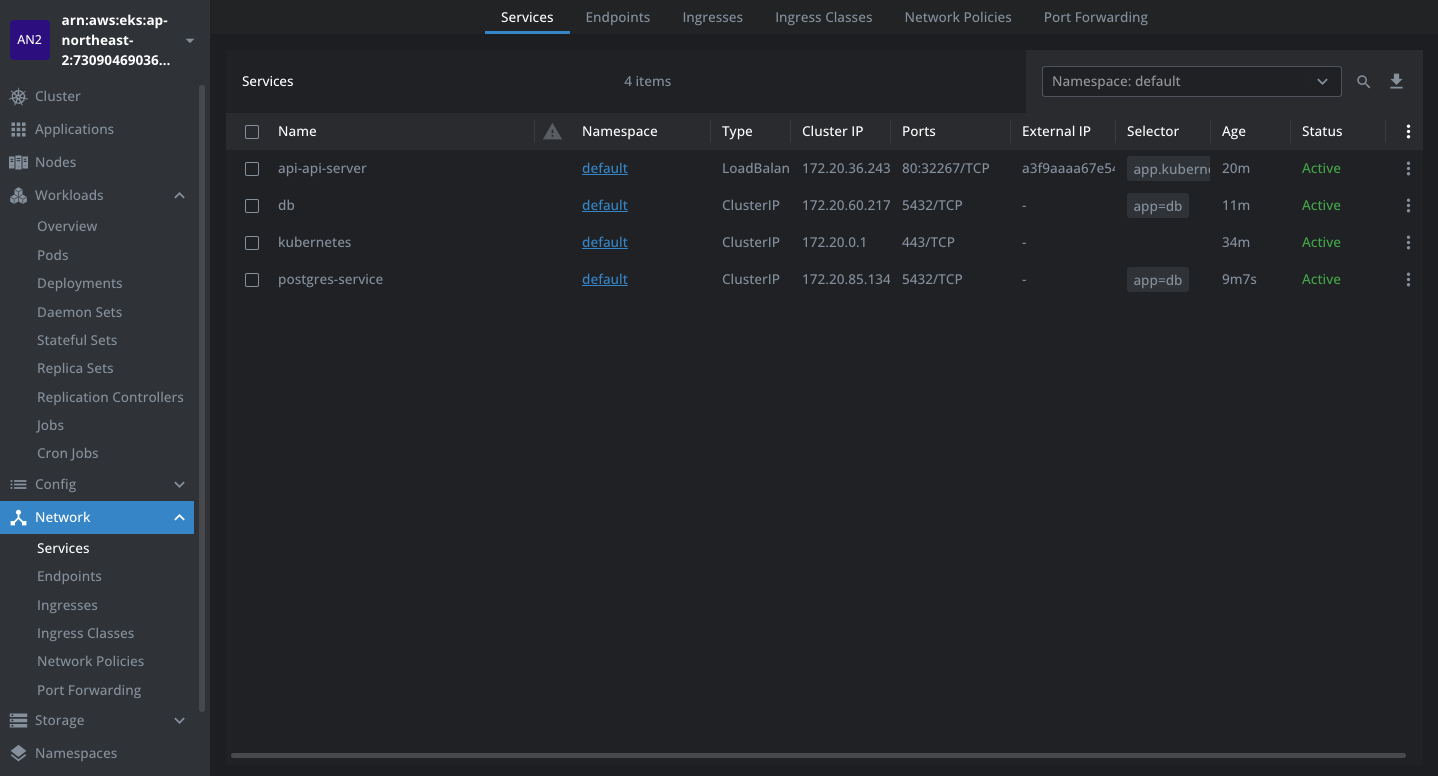 AN2
arn:aws:eks:ap-
northeast-
2:73090469036...
Cluster
Applications
Nodes
Workloads
Overview
Pods
Deployments
Daemon Sets
Stateful Sets
Replica Sets
Replication Controllers
Jobs
Cron Jobs
Config
Network
Services
Endpoints
Ingresses
Ingress Classes
Network Policies
Port Forwarding
Storage
Namespaces
Services Endpoints Ingresses Ingress Classes Network Policies Port Forwarding
Services 4 items Namespace: default
Name Namespace Type Cluster IP Ports External IP Selector Age Status
api-api-server default LoadBalan 172.20.36.243 80:32267/TCP a3f9aaaa67e54 app.kuberne 20m Active
db default ClusterIP 172.20.60.217 5432/TCP - app=db 11m Active
kubernetes default ClusterIP 172.20.0.1 443/TCP - 34m Active
postgres-service default ClusterIP 172.20.85.134 5432/TCP - app=db 9m7s Active